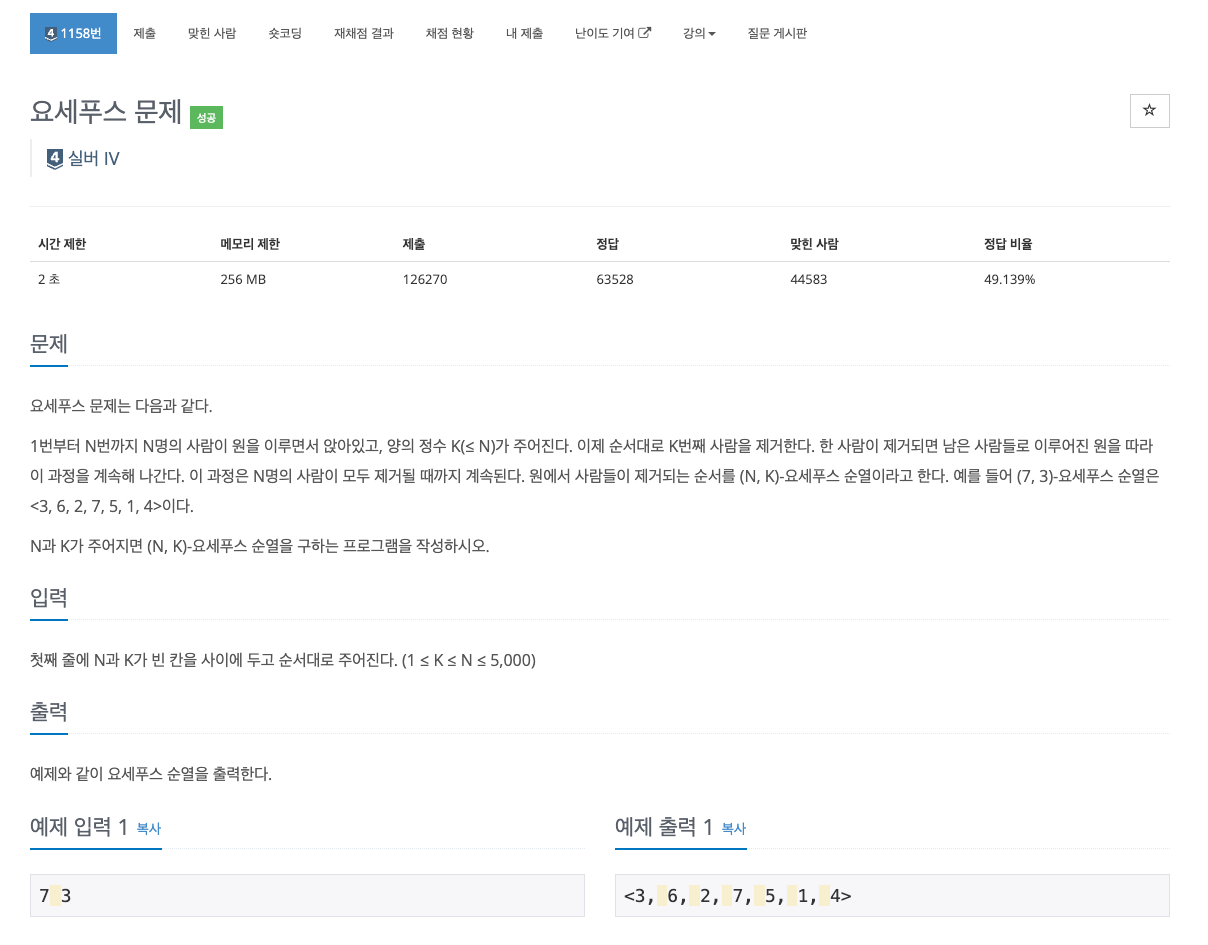 4 1158번 제출 맞힌 사람 숏코딩 재채점 결과 채점 현황 내 제출 난이도 기여 강의 질문 게시판
요세푸스 문제 성공
☆
4 실버 IV
시간 제한 메모리 제한 제출 정답 맞힌 사람 정답 비율
2 초 256 MB 126270 63528 44583 49.139%
문제
요세푸스 문제는 다음과 같다.
1번부터 N번까지 N명의 사람이 원을 이루면서 앉아있고, 양의 정수 K(≤ N)가 주어진다. 이제 순서대로 K번째 사람을 제거한다. 한 사람이 제거되면 남은 사람들로 이루어진 원을 따라
이 과정을 계속해 나간다. 이 과정은 N명의 사람이 모두 제거될 때까지 계속된다. 원에서 사람들이 제거되는 순서를 (N, K)-요세푸스 순열이라고 한다. 예를 들어 (7, 3)-요세푸스 순열은
<3, 6, 2, 7, 5, 1, 4>이다.
N과 K가 주어지면 (N, K)-요세푸스 순열을 구하는 프로그램을 작성하시오.
입력
첫째 줄에 N과 K가 빈 칸을 사이에 두고 순서대로 주어진다. (1 ≤ K ≤ N ≤ 5,000)
출력
예제와 같이 요세푸스 순열을 출력한다.
예제 입력 1 복사
7 3
예제 출력 1 복사
<3, 6, 2, 7, 5, 1, 4>